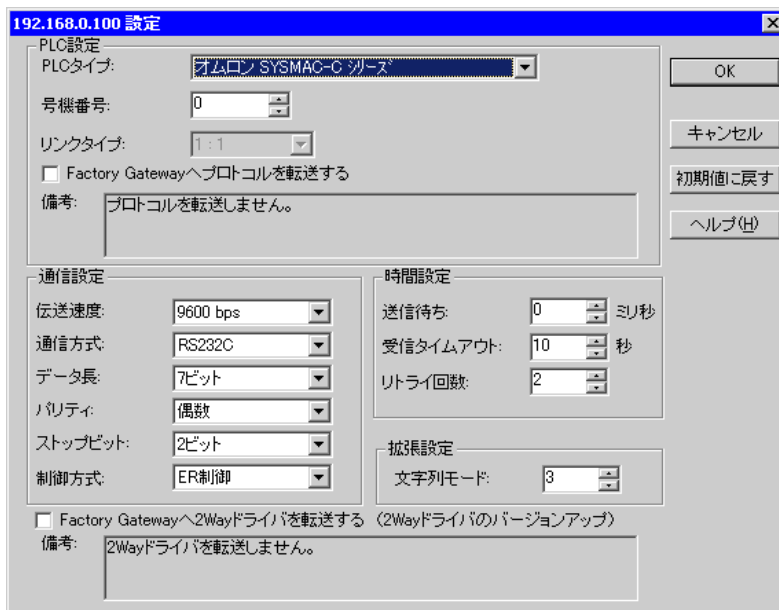 192.168.0.100 設定
PLC設定
PLCタイプ: オムロン SYSMAC-C シリーズ
OK
号機番号: 0
キャンセル
リンクタイプ: 1:1
Factory Gatewayへプロトコルを転送する
初期値に戻す
備考: プロトコルを転送しません。
ヘルプ(H)
通信設定
伝送速度: 9600 bps
通信方式: RS232C
データ長: 7ビット
パリティ: 偶数
ストップビット: 2ビット
制御方式: ER制御
時間設定
送信待ち: 0 ミリ秒
受信タイムアウト: 10 秒
リトライ回数: 2
拡張設定
文字列モード: 3
Factory Gatewayへ2Wayドライバを転送する (2Wayドライバのバージョンアップ)
備考: 2Wayドライバを転送しません。